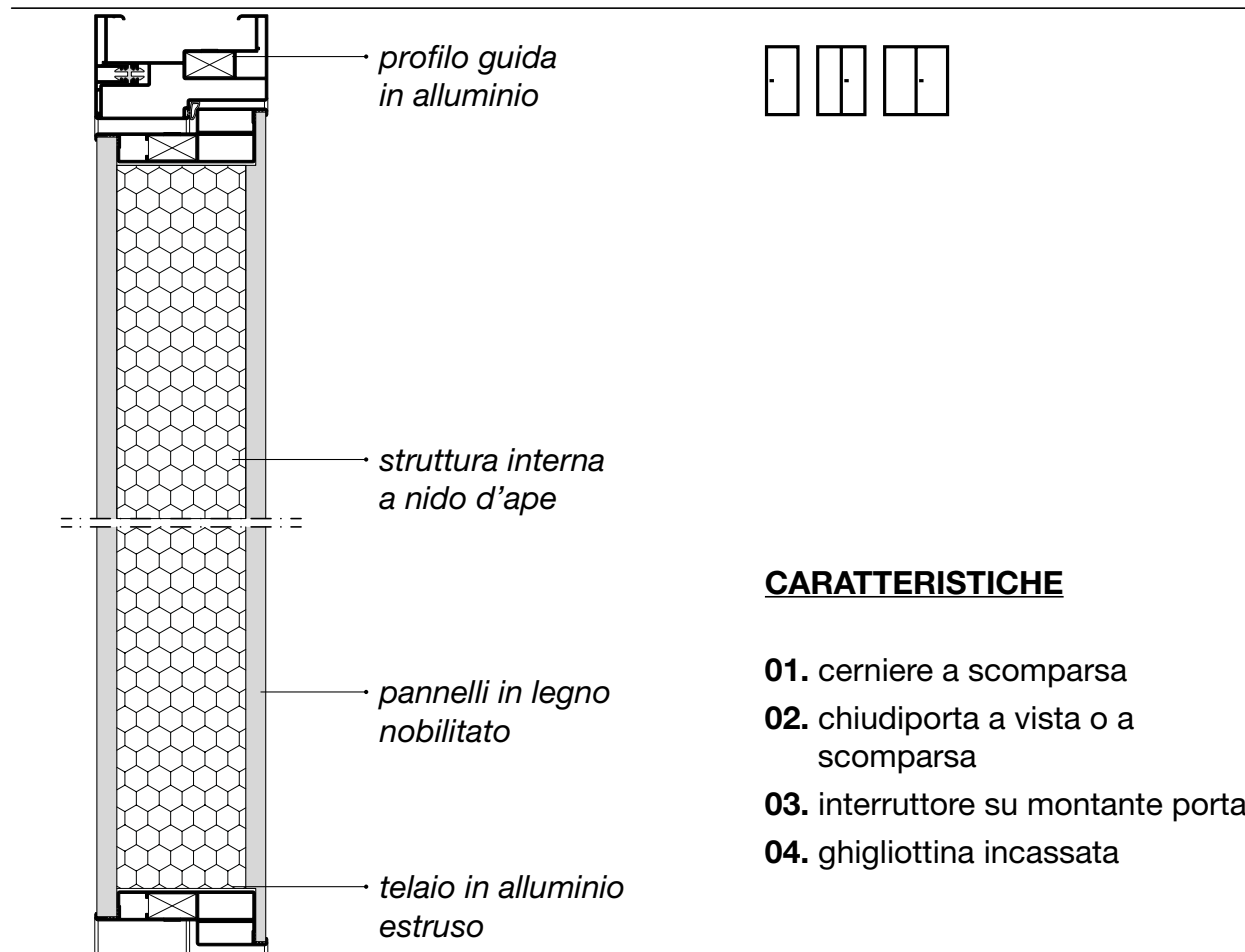 profilo guida
in alluminio
struttura interna
a nido d’ape
pannelli in legno
nobilitato
telaio in alluminio
estruso
CARATTERISTICHE
01. cerniere a scomparsa
02. chiudiporta a vista o a
scomparsa
03. interruttore su montante porta
04. ghigliottina incassata